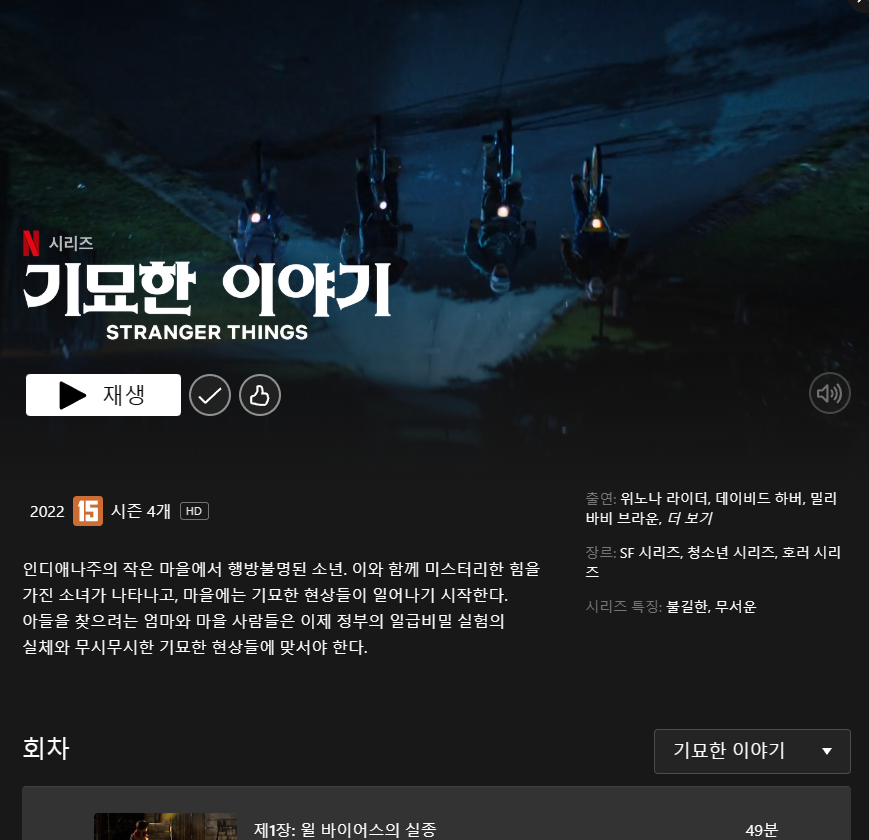 N 시리즈
기묘한 이야기
STRANGER THINGS
재생
2022 15 시즌 4개 HD
인디애나주의 작은 마을에서 행방불명된 소년. 이와 함께 미스터리한 힘을
가진 소녀가 나타나고, 마을에는 기묘한 현상들이 일어나기 시작한다.
아들을 찾으려는 엄마와 마을 사람들은 이제 정부의 일급비밀 실험의
실체와 무시무시한 기묘한 현상들에 맞서야 한다.
출연: 위노나 라이더, 데이비드 하버, 밀리
바비 브라운, 더 보기
장르: SF 시리즈, 청소년 시리즈, 호러 시리
즈
시리즈 특징: 불길한, 무서운
회차
기묘한 이야기
제1장: 윌 바이어스의 실종 49분